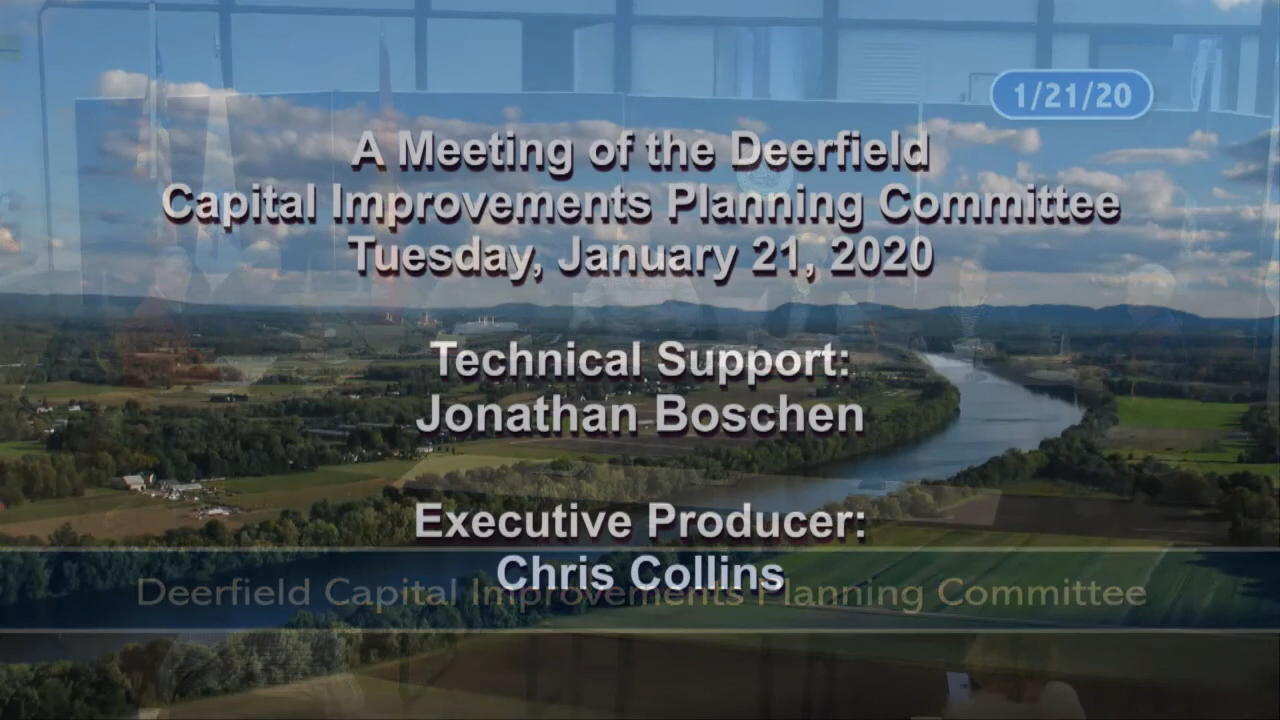 1/21/20
A Meeting of the Deerfield
Capital Improvements Planning Committee
Tuesday, January 21, 2020
Technical Support:
Jonathan Boschen
Executive Producer:
Chris Collins
Deerfield Capital Improvements Planning Committee